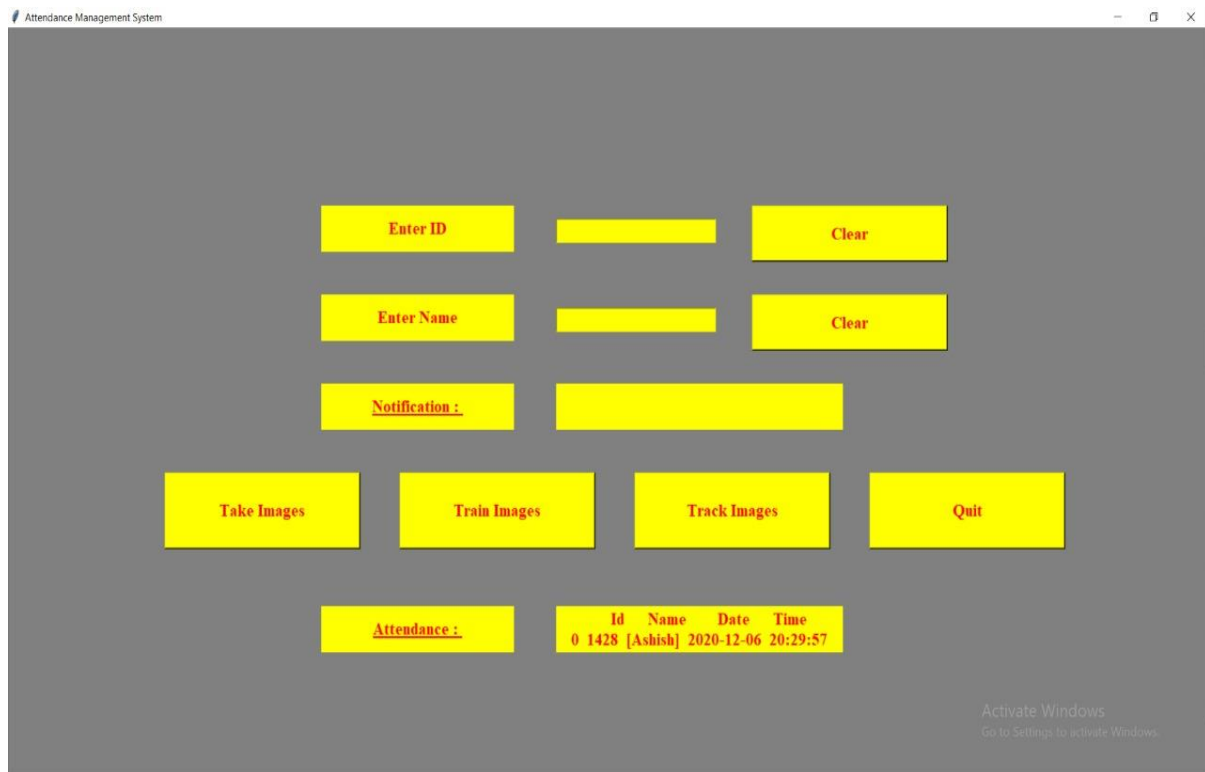 Attendance Management System
Enter ID
Clear
Enter Name
Clear
Notification :
Take Images
Train Images
Track Images
Quit
Attendance :
Id Name Date Time
0 1428 [Ashish] 2020-12-06 20:29:57
Activate Windows
Go to Settings to activate Windows.